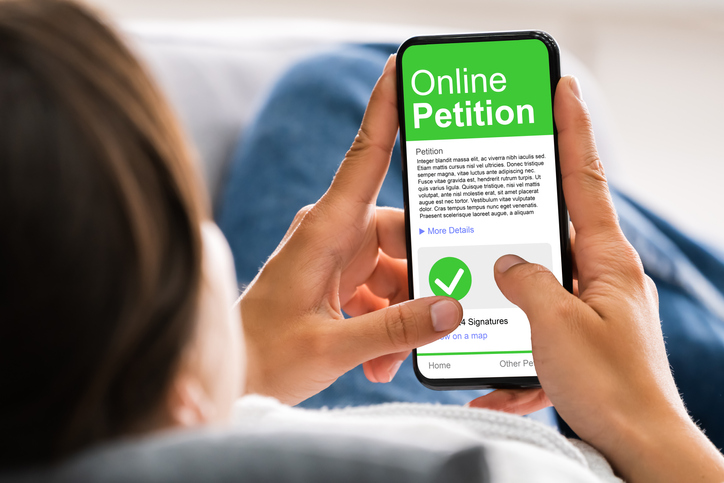 Online
Petition
Petition
Integer blandit massa elit, ac viverra nibh iaculis sed.
Etiam mattis cursus nisl vel ultricies. Donec tristique
semper magna, vitae luctus ante adipiscing nec.
Fusce vitae gravida est, hendrerit rutrum turpis. Ut
quis varius ligula. Quisque tristique, nisi vel mattis
volutpat, ante nisl molestie erat, sit amet placerat
augue est nec tortor. Vestibulum vitae vulputate
dolor. Cras tempus tempus nunc eget venenatis.
Praesent scelerisque laoreet augue, a aliquam
More Details
4 Signatures
on a map
Home
Other